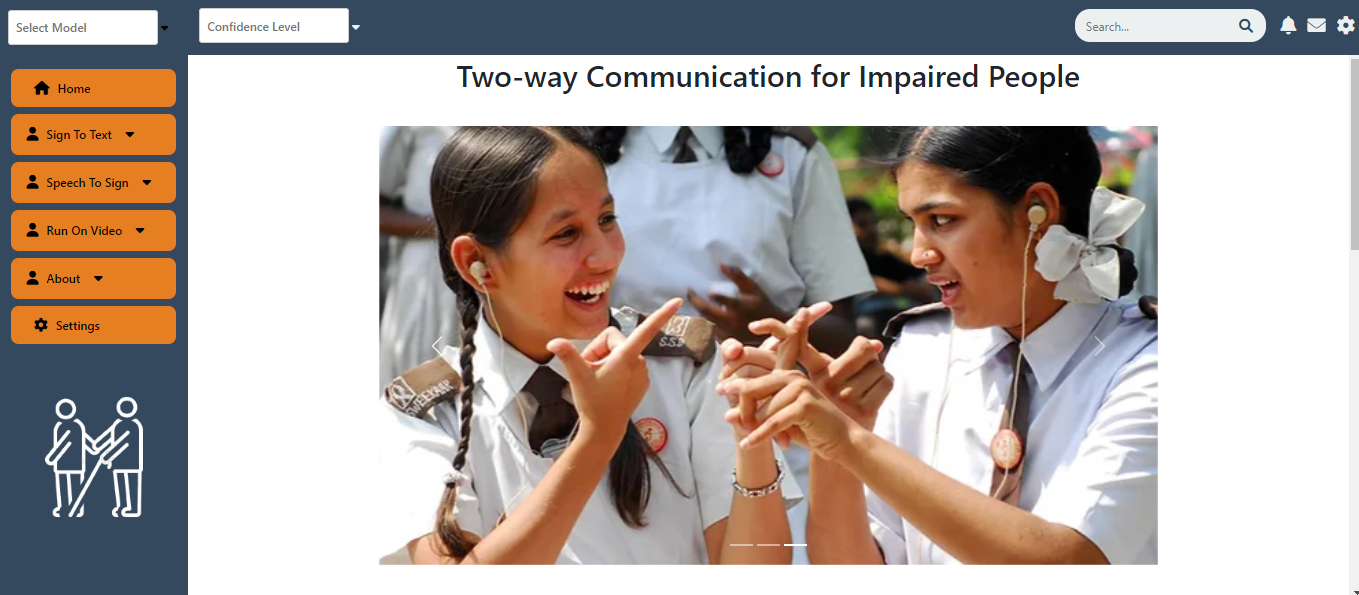 Select Model
Confidence Level
Search...
Two-way Communication for Impaired People
Home
Sign To Text
Speech To Sign
Run On Video
About
Settings
S.S.D